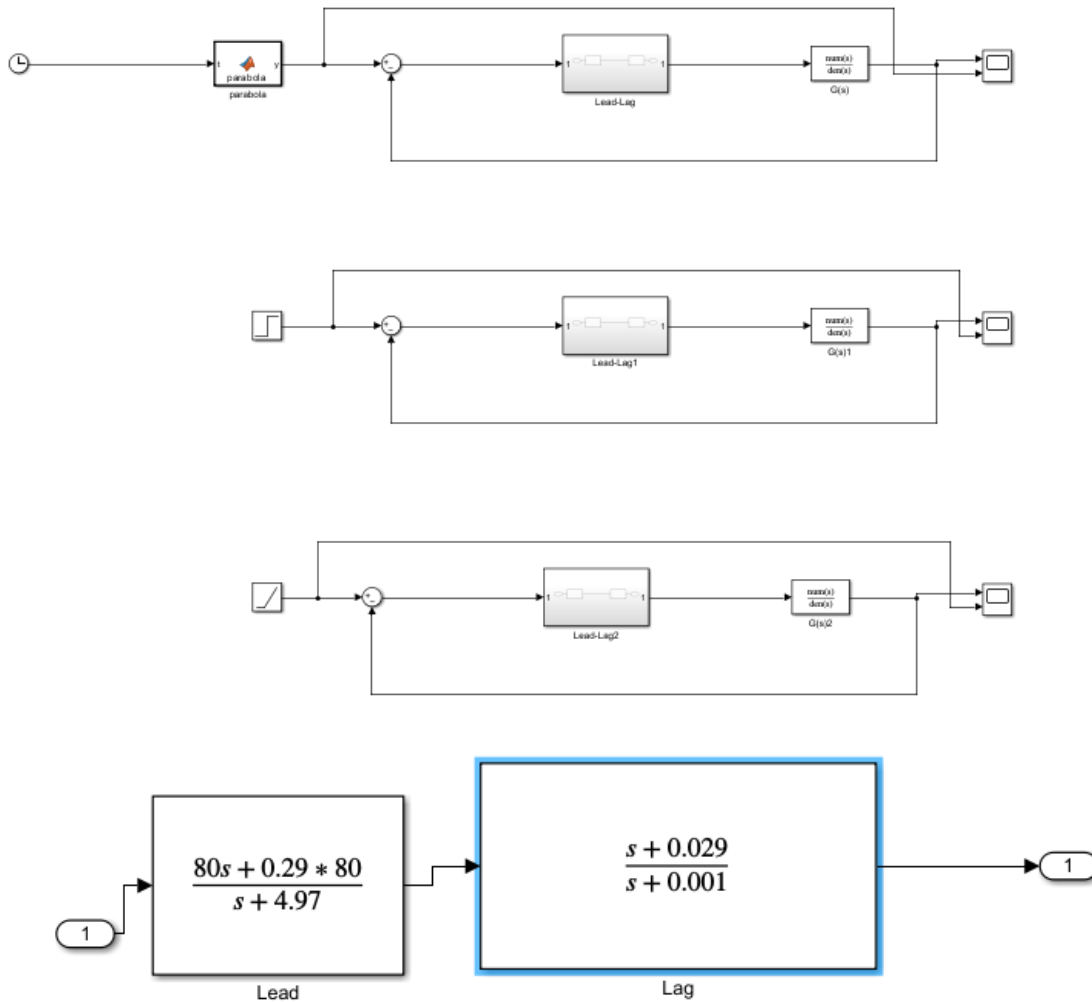 t parabola y
parabola
+ -
1 1
Lead-Lag
num(s)
den(s)
G(s)
+ -
1 1
Lead-Lag1
num(s)
den(s)
G(s)1
+ -
1 1
Lead-Lag2
num(s)
den(s)
G(s)2
1
80s + 0.29 * 80
s + 4.97
Lead
s + 0.029
s + 0.001
Lag
1